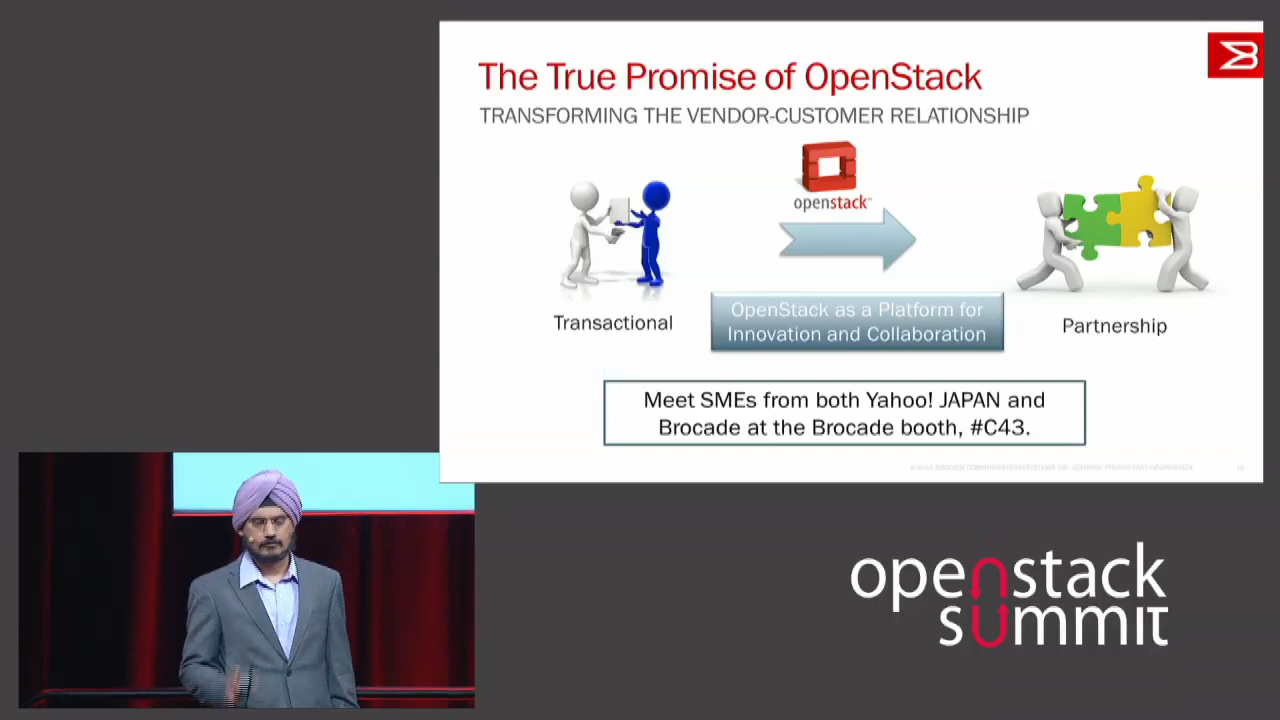 The True Promise of OpenStack
TRANSFORMING THE VENDOR-CUSTOMER RELATIONSHIP
openstack™
Transactional
OpenStack as a Platform for
Innovation and Collaboration
Partnership
Meet SMEs from both Yahoo! JAPAN and
Brocade at the Brocade booth, #C43.
openstack
summit